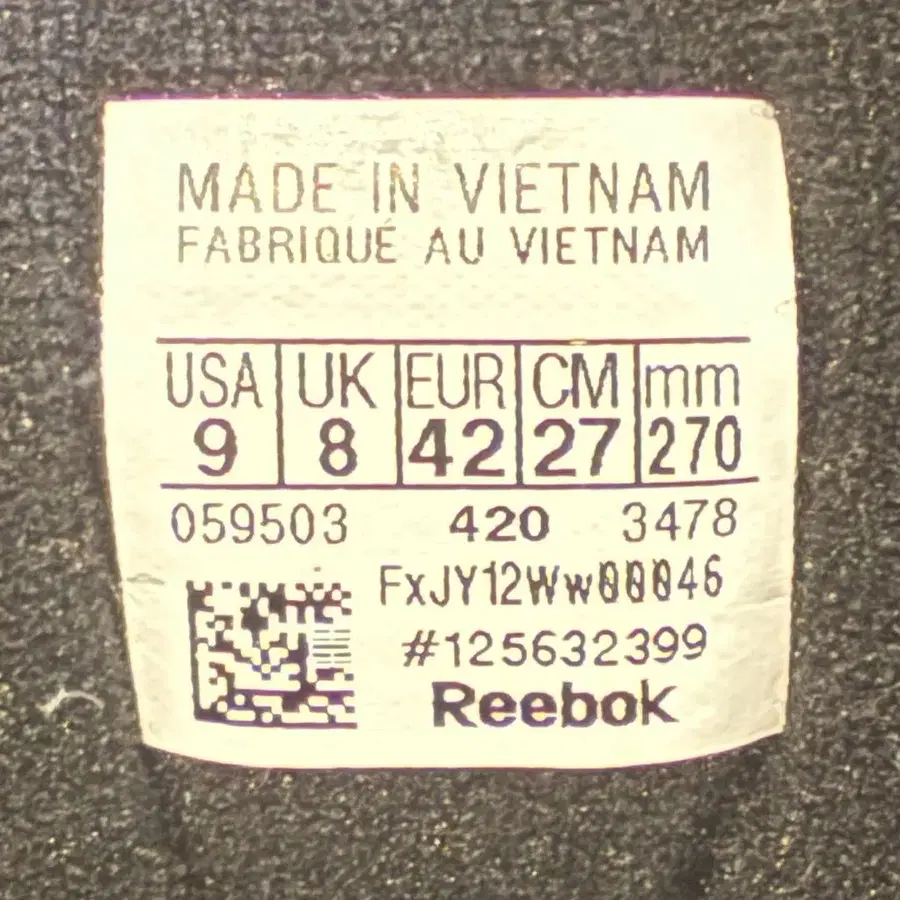 MADE IN VIETNAM
FABRIQUÉ AU VIETNAM
USA UK EUR CM mm
9 8 42 27 270
059503 420 3478
FxJY12Ww00046
#125632399
Reebok